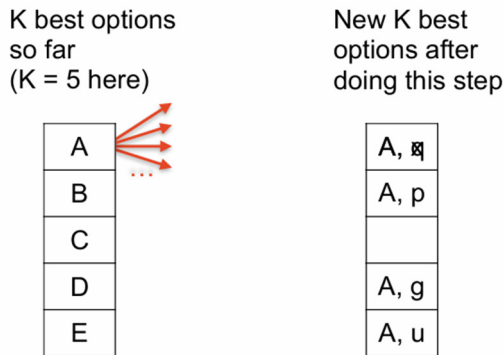 K best options
so far
(K = 5 here)
New K best
options after
doing this step
A
B
C
D
E
...
A,
A, p
A, g
A, u